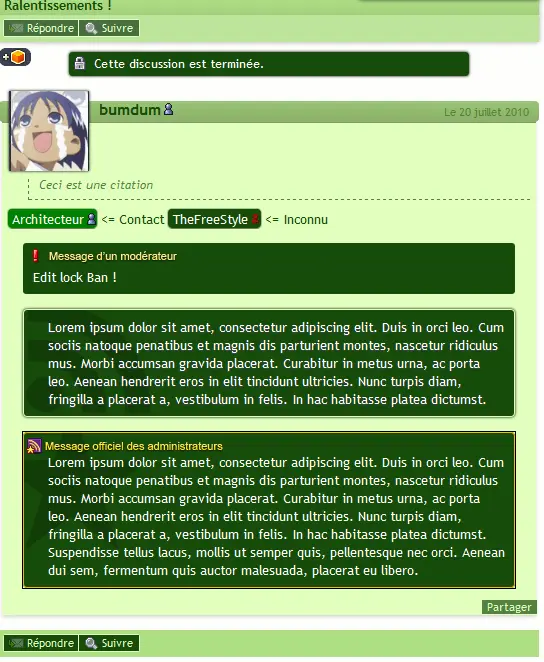 Ralentissements !
Répondre Suivre
Cette discussion est terminée.
bumdum Le 20 juillet 2010
Ceci est une citation
Architecteur <= Contact TheFreeStyle <= Inconnu
Message d'un modérateur
Edit lock Ban !
Lorem ipsum dolor sit amet, consectetur adipiscing elit. Duis in orci leo. Cum
sociis natoque penatibus et magnis dis parturient montes, nascetur ridiculus
mus. Morbi accumsan gravida placerat. Curabitur in metus urna, ac porta
leo. Aenean hendrerit eros in elit tincidunt ultricies. Nunc turpis diam,
fringilla a placerat a, vestibulum in felis. In hac habitasse platea dictumst.
Message officiel des administrateurs
Lorem ipsum dolor sit amet, consectetur adipiscing elit. Duis in orci leo. Cum
sociis natoque penatibus et magnis dis parturient montes, nascetur ridiculus
mus. Morbi accumsan gravida placerat. Curabitur in metus urna, ac porta
leo. Aenean hendrerit eros in elit tincidunt ultricies. Nunc turpis diam,
fringilla a placerat a, vestibulum in felis. In hac habitasse platea dictumst.
Suspendisse tellus lacus, mollis ut semper quis, pellentesque nec orci. Aenean
dui sem, fermentum quis auctor malesuada, placerat eu libero.
Partager
Répondre Suivre